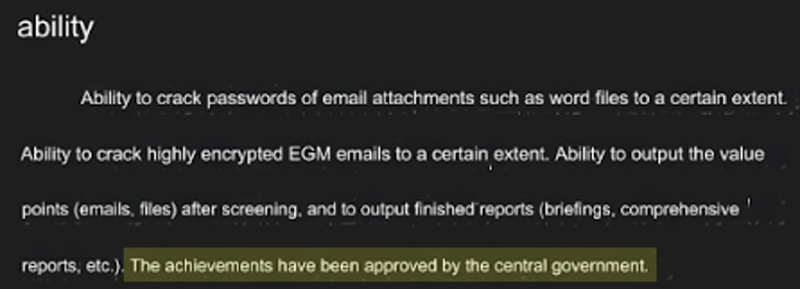 ability
Ability to crack passwords of email attachments such as word files to a certain extent.
Ability to crack highly encrypted EGM emails to a certain extent. Ability to output the value
points (emails, files) after screening, and to output finished reports (briefings, comprehensive
reports, etc.). The achievements have been approved by the central government.